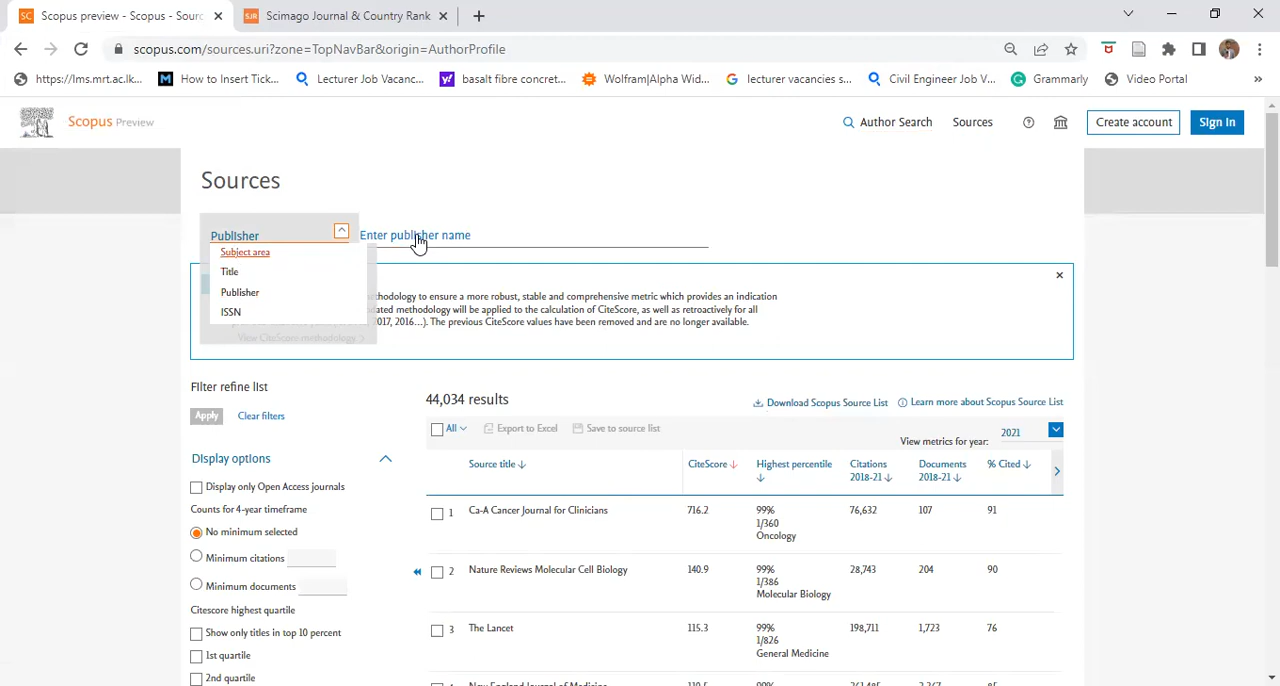 Scopus preview - Scopus - Sour
Scimago Journal & Country Rank
scopus.com/sources.uri?zone=TopNavBar&origin=AuthorProfile
https://lms.mrt.ac.lk...
How to Insert Tick...
Lecturer Job Vacanc...
basalt fibre concret...
Wolfram|Alpha Wid...
lecturer vacancies s...
Civil Engineer Job V...
Grammarly
Video Portal
»
Scopus Preview
Author Search
Sources
Create account
Sign in
Sources
Publisher
Enter publisher name
Subject area
Title
Publisher
ISSN
thodology to ensure a more robust, stable and comprehensive metric which provides an indication
ulated methodology will be applied to the calculation of CiteScore, as well as retroactively for all
2017, 2016...). The previous CiteScore values have been removed and are no longer available.
View CiteScore methodology >
Filter refine list
Apply
Clear filters
44,034 results
Download Scopus Source List
Learn more about Scopus Source List
All
Export to Excel
Save to source list
View metrics for year:
2021
Display options
Display only Open Access journals
Counts for 4-year timeframe
No minimum selected
Minimum citations
Minimum documents
Citescore highest quartile
Show only titles in top 10 percent
1st quartile
2nd quartile
Source title ↓
CiteScore ↓
Highest percentile ↓
Citations 2018-21 ↓
Documents 2018-21 ↓
% Cited ↓
1 Ca-A Cancer Journal for Clinicians 716.2 99% 76,632 107 91
1/360
Oncology
2 Nature Reviews Molecular Cell Biology 140.9 99% 28,743 204 90
1/386
Molecular Biology
3 The Lancet 115.3 99% 198,711 1,723 76
1/826
General Medicine
New England Journal of Medicine